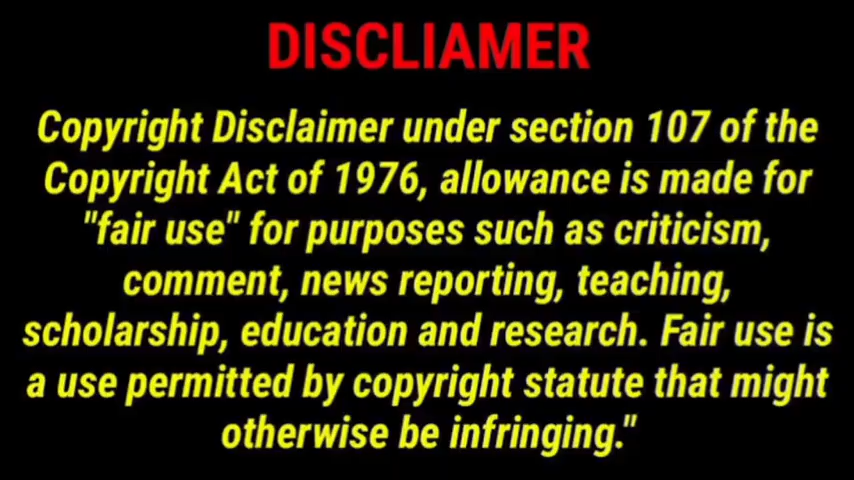 DISCLIAMER
Copyright Disclaimer under section 107 of the
Copyright Act of 1976, allowance is made for
"fair use" for purposes such as criticism,
comment, news reporting, teaching,
scholarship, education and research. Fair use is
a use permitted by copyright statute that might
otherwise be infringing."